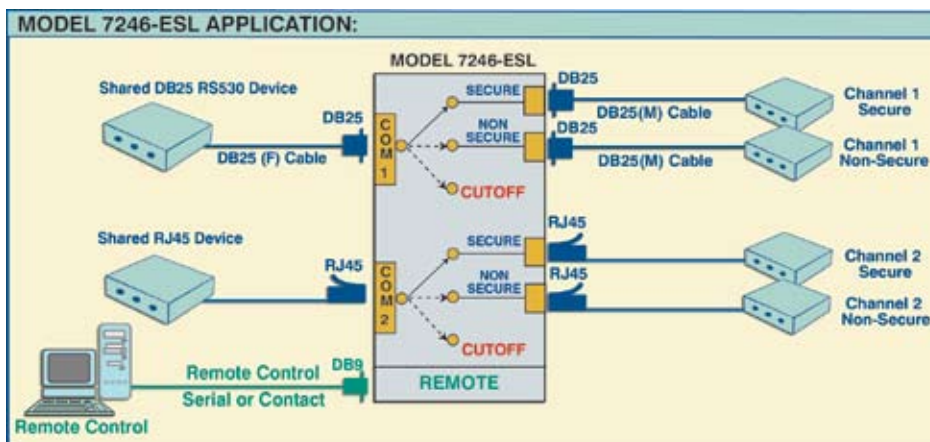 MODEL 7246-ESL APPLICATION:
MODEL 7246-ESL
Shared DB25 RS530 Device
DB25
DB25 (F) Cable
COM 1
SECURE
NON
SECURE
CUTOFF
DB25
DB25(M) Cable
DB25
DB25(M) Cable
Channel 1
Secure
Channel 1
Non-Secure
Shared RJ45 Device
RJ45
COM 2
SECURE
NON
SECURE
CUTOFF
RJ45
RJ45
Channel 2
Secure
Channel 2
Non-Secure
Remote Control
Serial or Contact
DB9
REMOTE
Remote Control